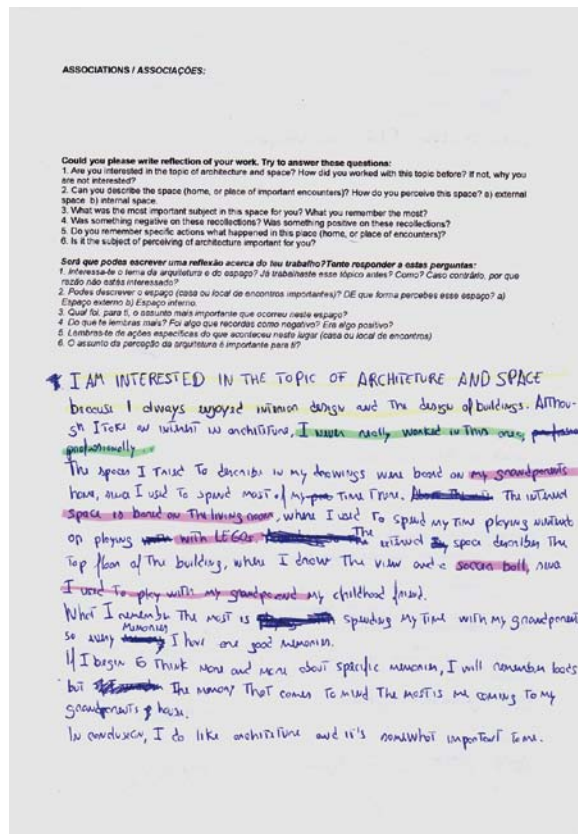 ASSOCIATIONS / ASSOCIAÇÕES:
Could you please write reflection of your work. Try to answer those questions:
1. Are you interested in the topic of architecture and space? How did you worked with this topic before? If not, why you
are not interested?
2. Can you describe the space (home, or place of important encounters)? How do you perceive this space? a) external
space b) internal space.
3. What was the most important subject in this space for you? What you remember the most?
4. Was something negative on these recollections? Was something positive on these recollections?
5. Do you remember specific actions what happened in this place (home, or place of encounters)?
6. Is it the subject of perceiving of architecture important for you?
Será que podes escrever uma reflexão acerca do teu trabalho? Tante responder a estas perguntas:
1. Interessa-te o tema da arquitetura e do espaço? Já trabalhaste esse tópico antes? Como? Caso contrário, por que
razão não estás interessado?
2. Podes descrever o espaço (casa ou local de encontros importantes)? DE que forma percebes esse espaço? a)
Espaço externo b) Espaço interno.
3. Qual foi, para ti, o assunto mais importante que ocorreu neste espaço?
4 Do que te lembras mais? Foi algo que recordas como negativo? Era algo positivo?
5. Lembras-te de ações específicas do que aconteceu neste lugar (casa ou local de encontros)
6. O assunto da perceção da arquitetura é importante para ti?
I AM INTERESTED IN THE TOPIC OF ARCHITETURE AND SPACE
because I always enjoyed interior design and the design of buildings. Althou-
gh I take an interest in architeture, I never really worked in this ones,
professionally.
The spaces I tried to describe in my drawings were based on my grandparents
home, since I used to spend most of my time there. The internal
space is based on the living room, where I used to spend my time playing nintendo
or playing with LEGOs. The external space describes the
top floor of the building, where I draw the view and a soccer ball, since
I used to play with my grandpa and my childhood friend.
What I remember the most is spending my time with my grandparents
so every memories I have are good memories.
If I begin to think more and more about specific memories, I will remember loads
but the memory that comes to mind the most is me coming to my
grandparents house.
In conclusion, I do like architeture and it's somewhat important to me.